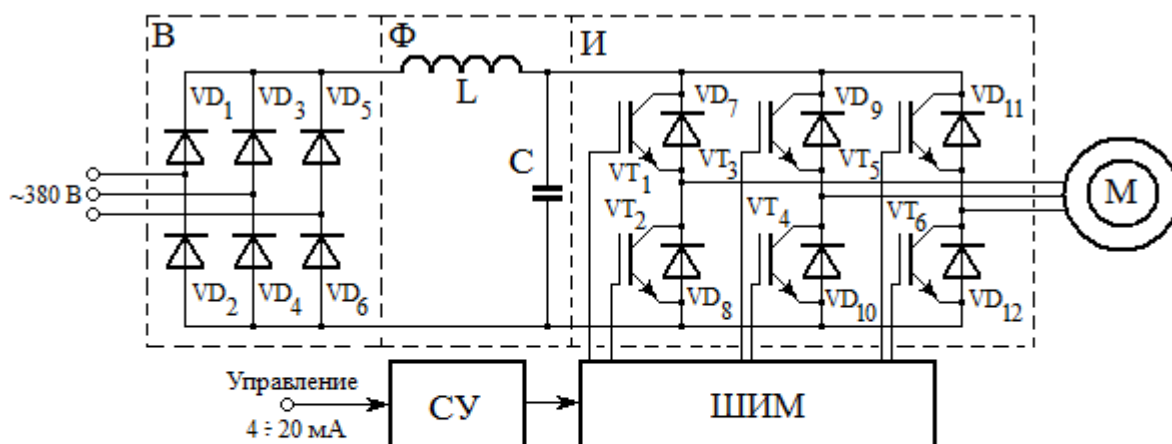 В Ф И
VD1 VD3 VD5 L VD7 VD9 VD11
~380 В C VT1 VT3 VT5 М
VT2 VT4 VT6
VD2 VD4 VD6 VD8 VD10 VD12
Управление
4 ÷ 20 мА
СУ ШИМ